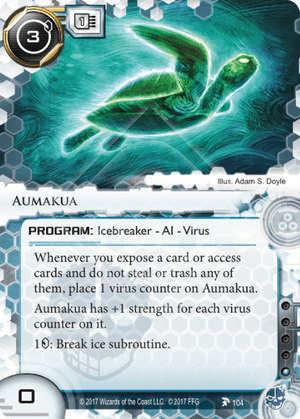 3
1
Illus. Adam S. Doyle
Aumakua
PROGRAM: Icebreaker - AI - Virus
Whenever you expose a card or access
cards and do not steal or trash any of
them, place 1 virus counter on Aumakua.
Aumakua has +1 strength for each virus
counter on it.
1: Break ice subroutine.
0
© 2017 Wizards of the Coast LLC. © 2017 FFG
104